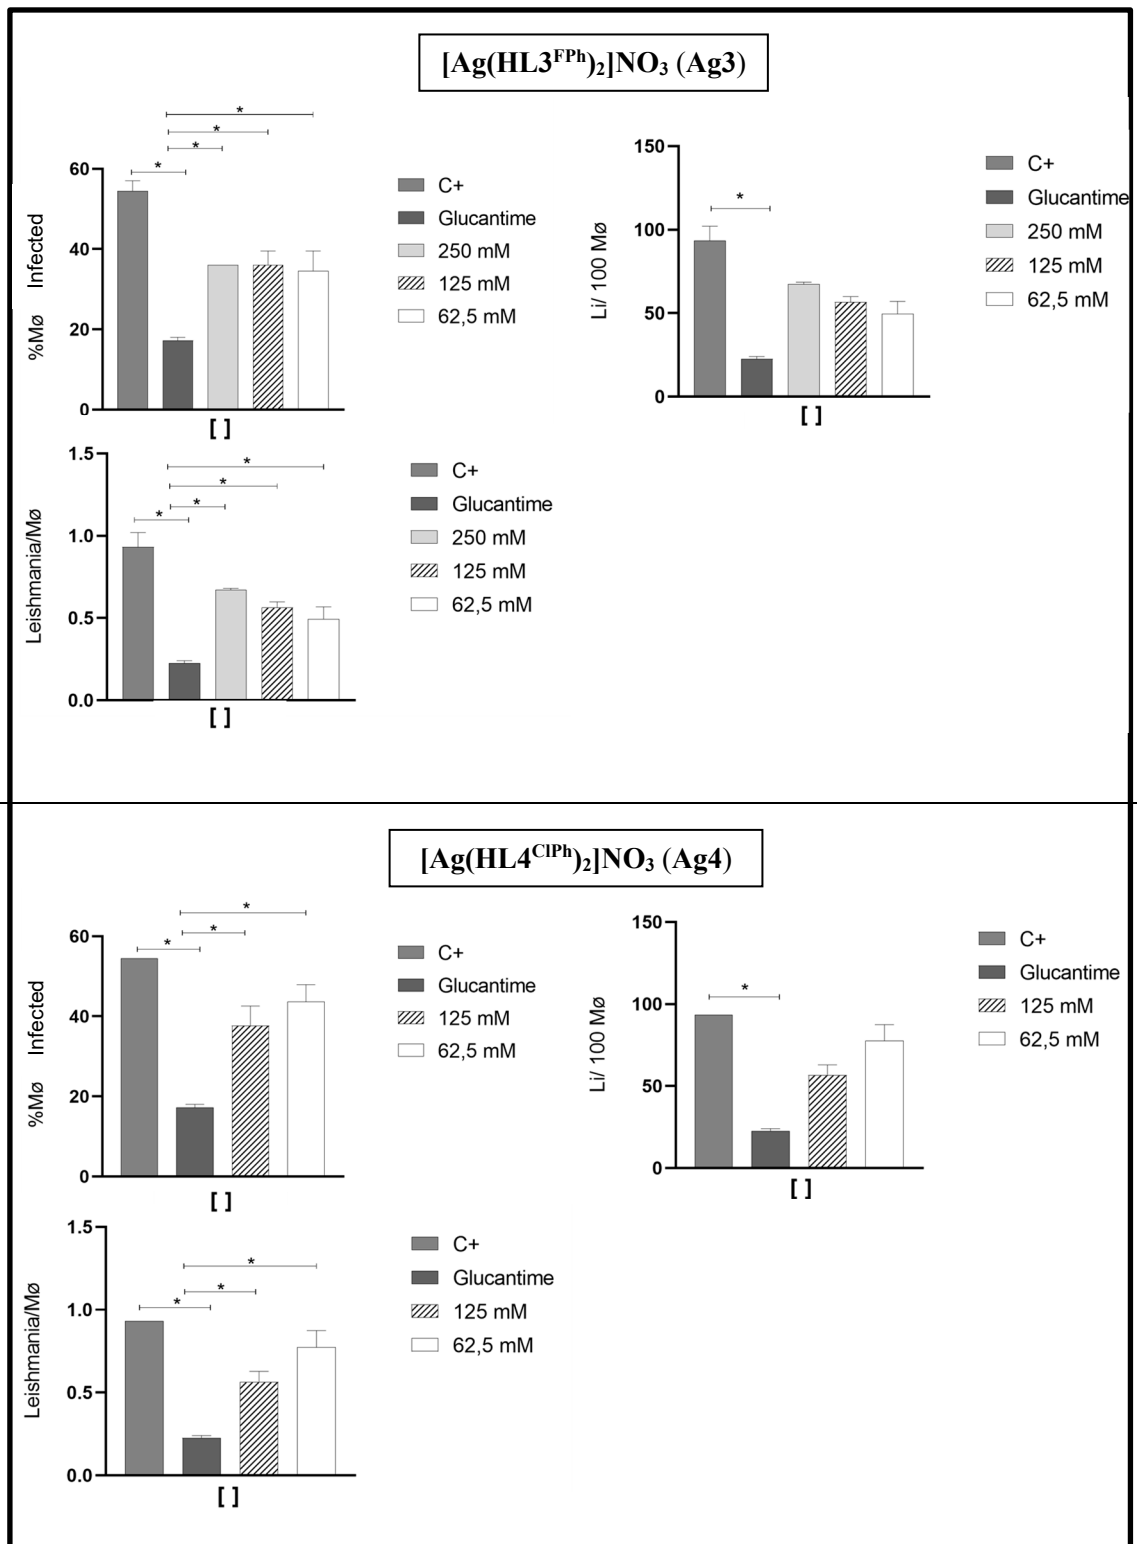 [Ag(HL3^FPh)₂]NO₃ (Ag3)
* * * *
%Mø Infected
60
40
20
0
[ ]
C+
Glucantime
250 mM
125 mM
62,5 mM
*
Li/ 100 Mø
150
100
50
0
[ ]
C+
Glucantime
250 mM
125 mM
62,5 mM
* * * *
Leishmania/Mø
1.5
1.0
0.5
0.0
[ ]
C+
Glucantime
250 mM
125 mM
62,5 mM
[Ag(HL4^ClPh)₂]NO₃ (Ag4)
* * *
%Mø Infected
60
40
20
0
[ ]
C+
Glucantime
125 mM
62,5 mM
*
Li/ 100 Mø
150
100
50
0
[ ]
C+
Glucantime
125 mM
62,5 mM
* * *
Leishmania/Mø
1.5
1.0
0.5
0.0
[ ]
C+
Glucantime
125 mM
62,5 mM